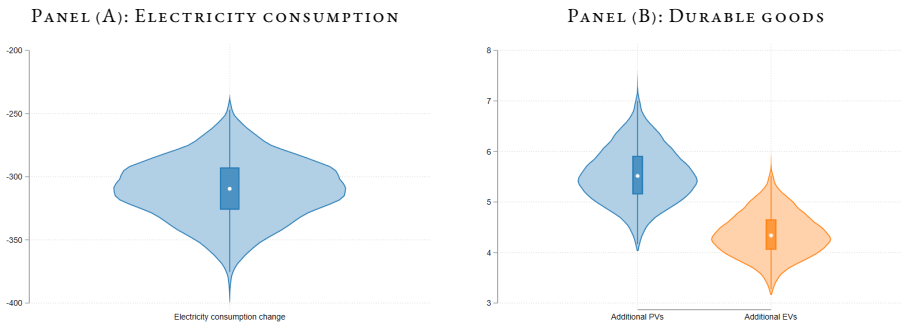 Panel (A): Electricity consumption
-200
-250
-300
-350
-400
Electricity consumption change
Panel (B): Durable goods
8
7
6
5
4
3
Additional PVs
Additional EVs